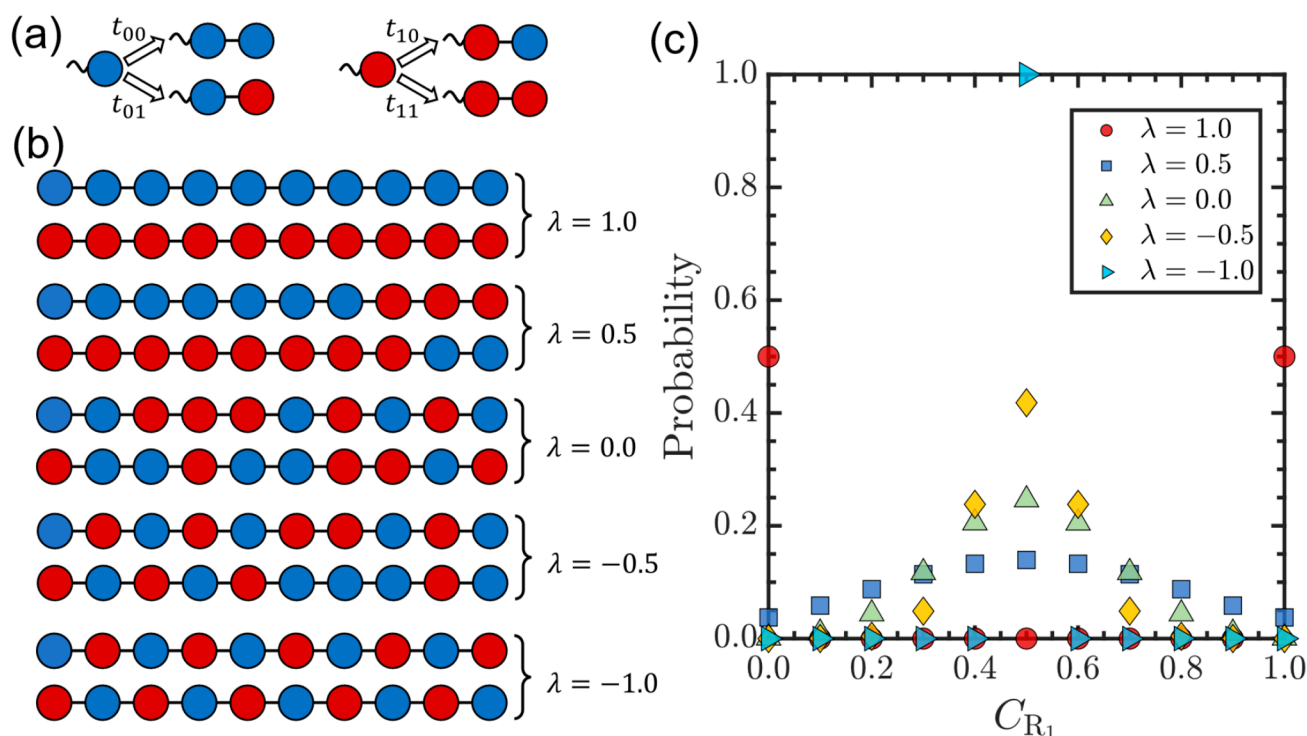 (a)
t₀₀
t₀₁
t₁₀
t₁₁
(b)
λ = 1.0
λ = 0.5
λ = 0.0
λ = −0.5
λ = −1.0
(c)
Probability
1.0
0.8
0.6
0.4
0.2
0.0
0.0 0.2 0.4 0.6 0.8 1.0
C_R₁
λ = 1.0
λ = 0.5
λ = 0.0
λ = −0.5
λ = −1.0